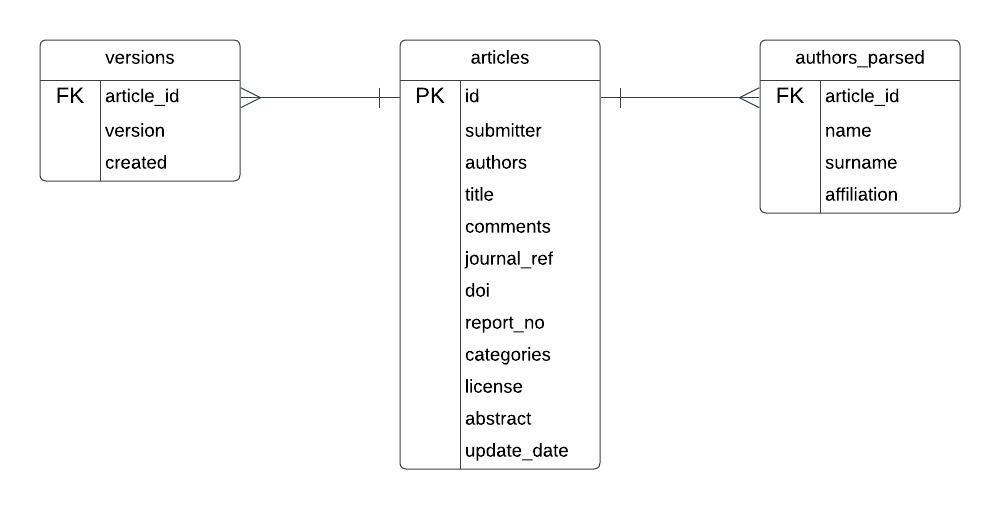 versions
FK article_id
version
created
articles
PK id
submitter
authors
title
comments
journal_ref
doi
report_no
categories
license
abstract
update_date
authors_parsed
FK article_id
name
surname
affiliation